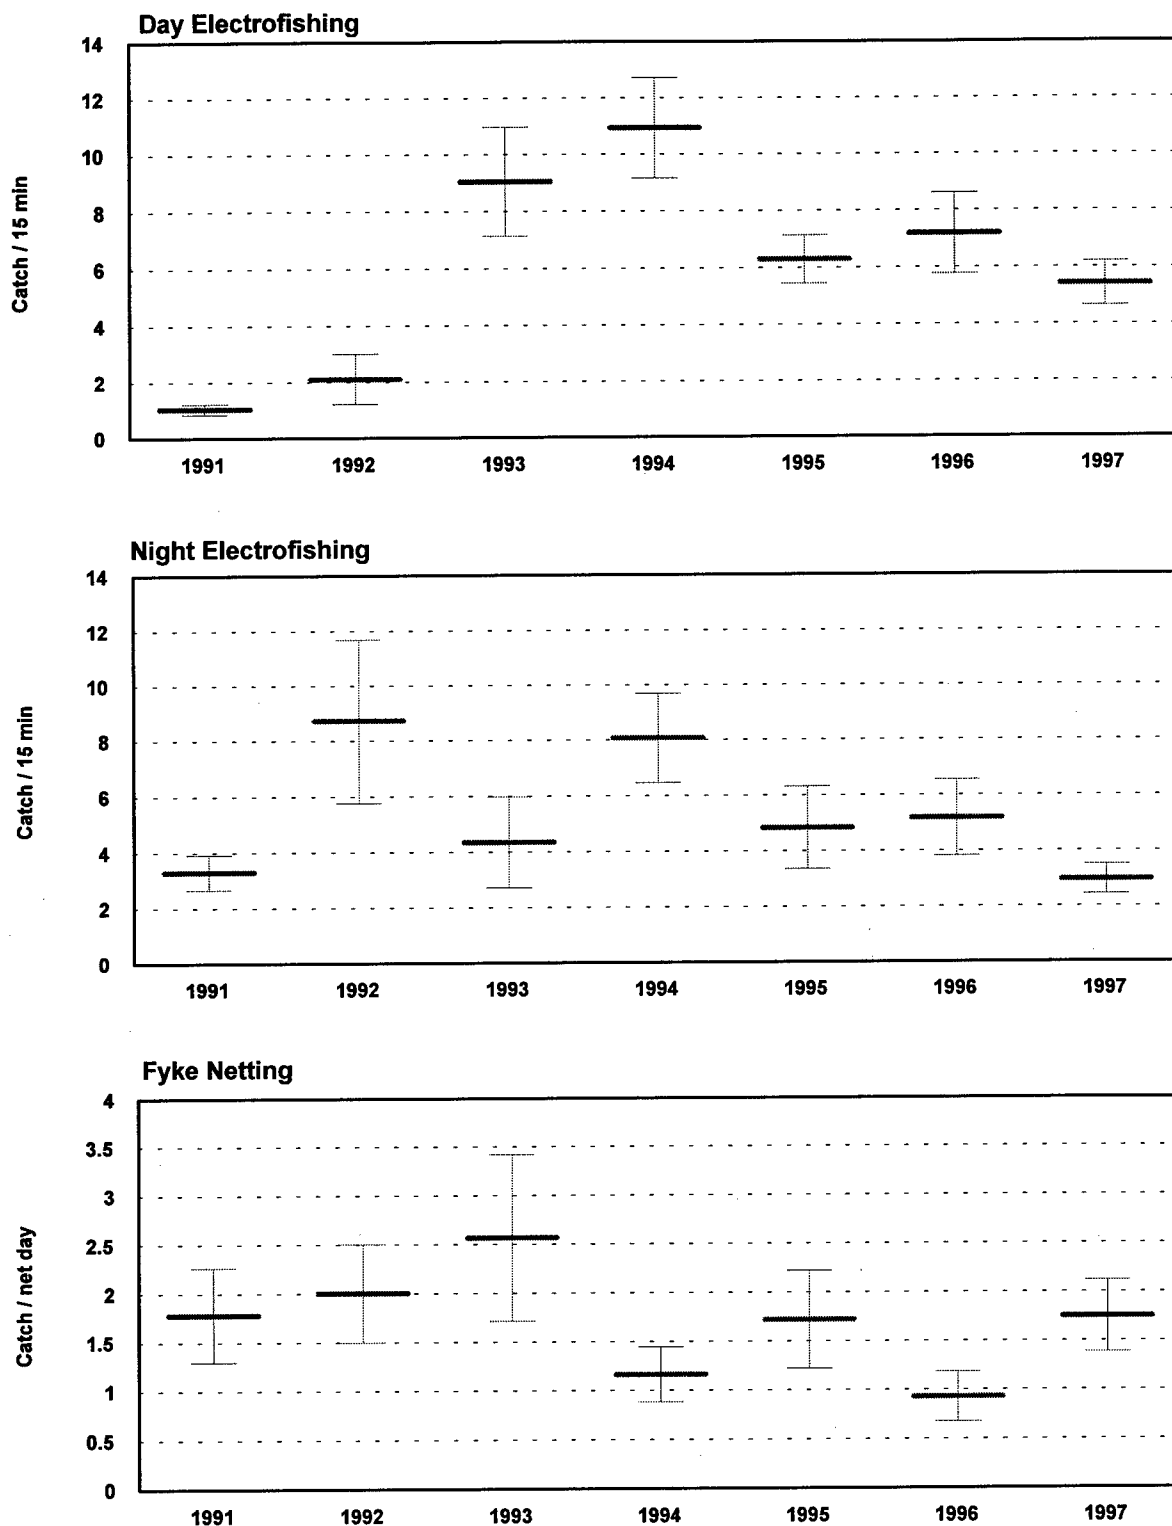 Day Electrofishing
14
12
10
8
6
4
2
0
Catch / 15 min
1991 1992 1993 1994 1995 1996 1997
Night Electrofishing
14
12
10
8
6
4
2
0
Catch / 15 min
1991 1992 1993 1994 1995 1996 1997
Fyke Netting
4
3.5
3
2.5
2
1.5
1
0.5
0
Catch / net day
1991 1992 1993 1994 1995 1996 1997